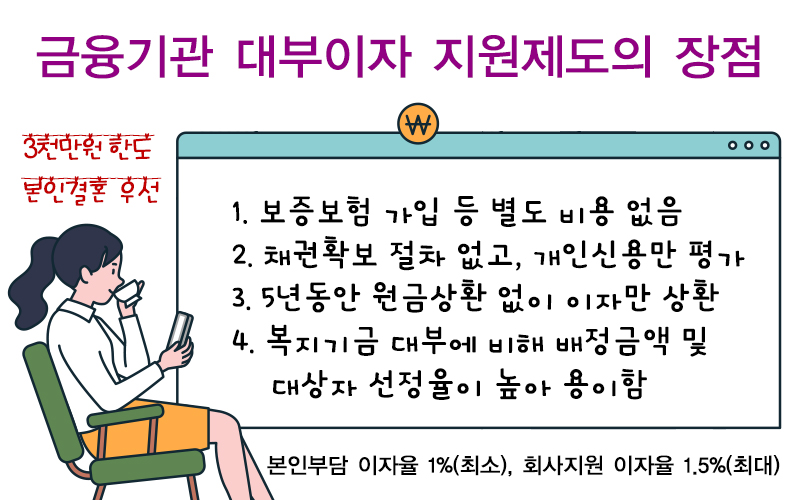 금융기관 대부이자 지원제도의 장점
₩
3천만원 한도
본인결혼 우선
1. 보증보험 가입 등 별도 비용 없음
2. 채권확보 절차 없고, 개인신용만 평가
3. 5년동안 원금상환 없이 이자만 상환
4. 복지기금 대부에 비해 배정금액 및
대상자 선정율이 높아 용이함
본인부담 이자율 1%(최소), 회사지원 이자율 1.5%(최대)